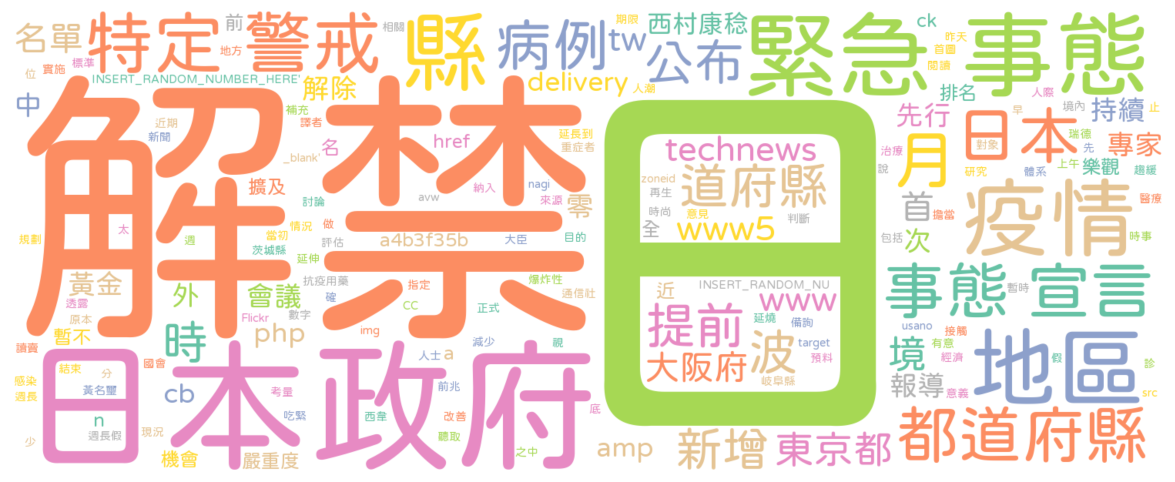 名單
特定
警戒
前
地方
相關
縣
病例
tw
西村康稔
公布
期限
ck
昨天
首圖
閱讀
緊急
事態
位
實施
標準
INSERT_RANDOM_NUMBER_HERE'
解除
delivery
人潮
排名
人際
境內
止
持續
中
補充
譯者
近期
新聞
_blank'
名
href
延長到
重症者
technews
先行
月
日本
早
對象
瑞德
先
專家
解禁
日
治療
說
研究
上午
體系
樂觀
趨緩
擴及
avw
納入
nagi
來源
零
zoneid
再生
道府縣
時尚
意見
判斷
全
www5
首
擔當
次
包括
疫情
醫療
時事
太
規劃
週
當初
茨城縣
討論
情況
做
評估
a4b3f35b
大臣
目的
延伸
抗疫用藥
爆炸性
通信社
黃金
透露
原本
外
會議
確
數字
指定
CC
正式
Flickr
近
INSERT_RANDOM_NU
www
提前
延燒
波
備詢
target
預料
大阪府
岐阜縣
事態
宣言
暫時
暫不
時
php
img
讀賣
國會
人士
a
減少
親
usano
接觸
境
有意
經濟
報導
意義
地區
假
診
src
結束
分
感染
週長
黃名璽
日本
政府
cb
考量
前兆
n
週長假
吃緊
西韋
改善
底
少
現況
機會
嚴重度
聽取
之中
amp
新增
東京都
都道府縣